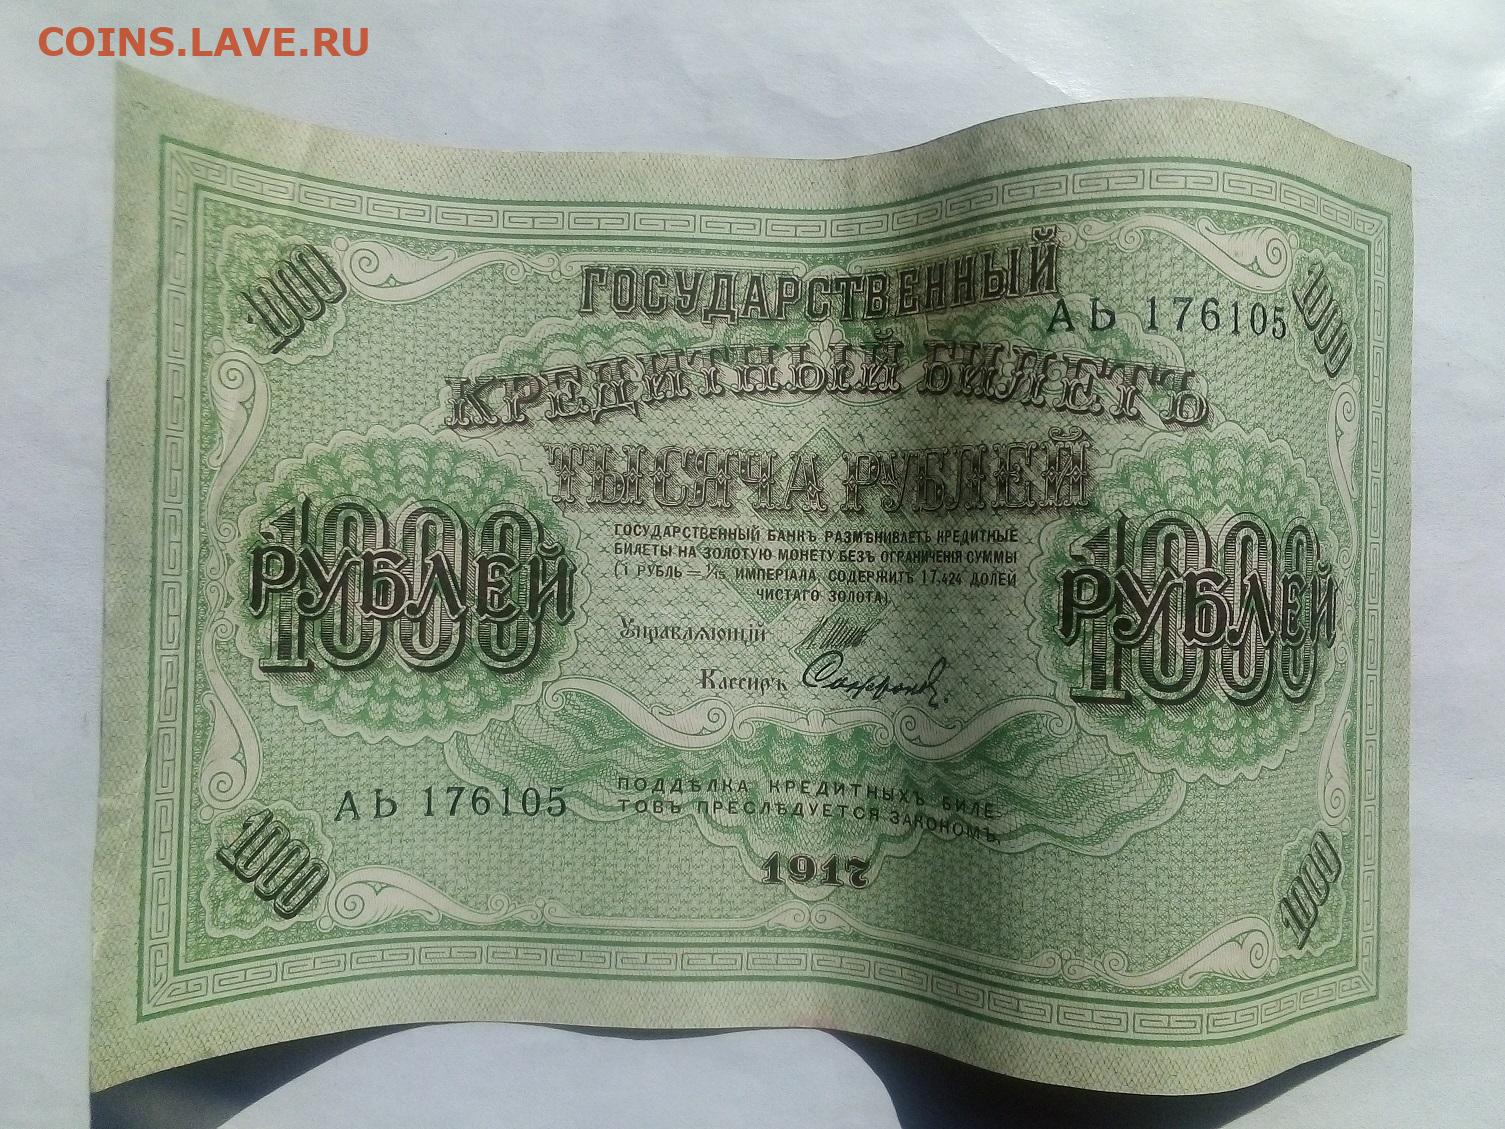 COINS.LAVE.RU
1000
1000
ГОСУДАРСТВЕННЫЙ
АЬ 176105
КРЕДИТНЫЙ БИЛЕТЪ
ТЫСЯЧА РУБЛЕЙ
1000
РУБЛЕЙ
1000
РУБЛЕЙ
ГОСУДАРСТВЕННЫЙ БАНКЪ РАЗМѢНИВАЕТЪ КРЕДИТНЫЕ
БИЛЕТЫ НА ЗОЛОТУЮ МОНЕТУ БЕЗЪ ОГРАНИЧЕНІЯ СУММЫ
(1 РУБЛЬ = 1/15 ИМПЕРІАЛА, СОДЕРЖИТЪ 17,424 ДОЛЕЙ
ЧИСТАГО ЗОЛОТА).
Управляющій
Кассиръ Софронов.
АЬ 176105
ПОДДѢЛКА КРЕДИТНЫХЪ БИЛЕ-
ТОВЪ ПРЕСЛѢДУЕТСЯ ЗАКОНОМЪ.
1917
1000
1000